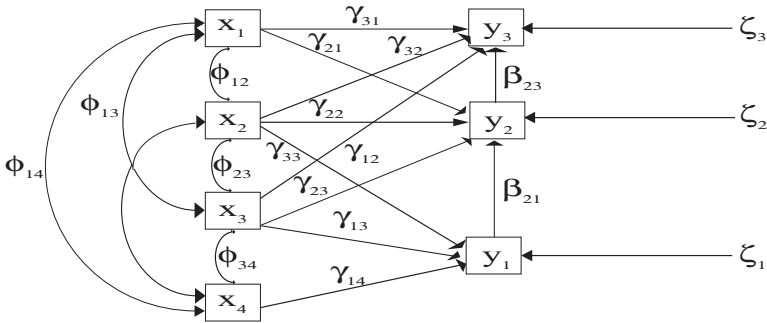 x₁ γ₃₁ y₃ ζ₃
γ₂₁ γ₃₂
ϕ₁₂ β₂₃
ϕ₁₃
x₂ γ₂₂ y₂ ζ₂
ϕ₁₄ γ₃₃ γ₁₂
ϕ₂₃ γ₂₃ β₂₁
x₃ γ₁₃
ϕ₃₄ y₁ ζ₁
γ₁₄
x₄